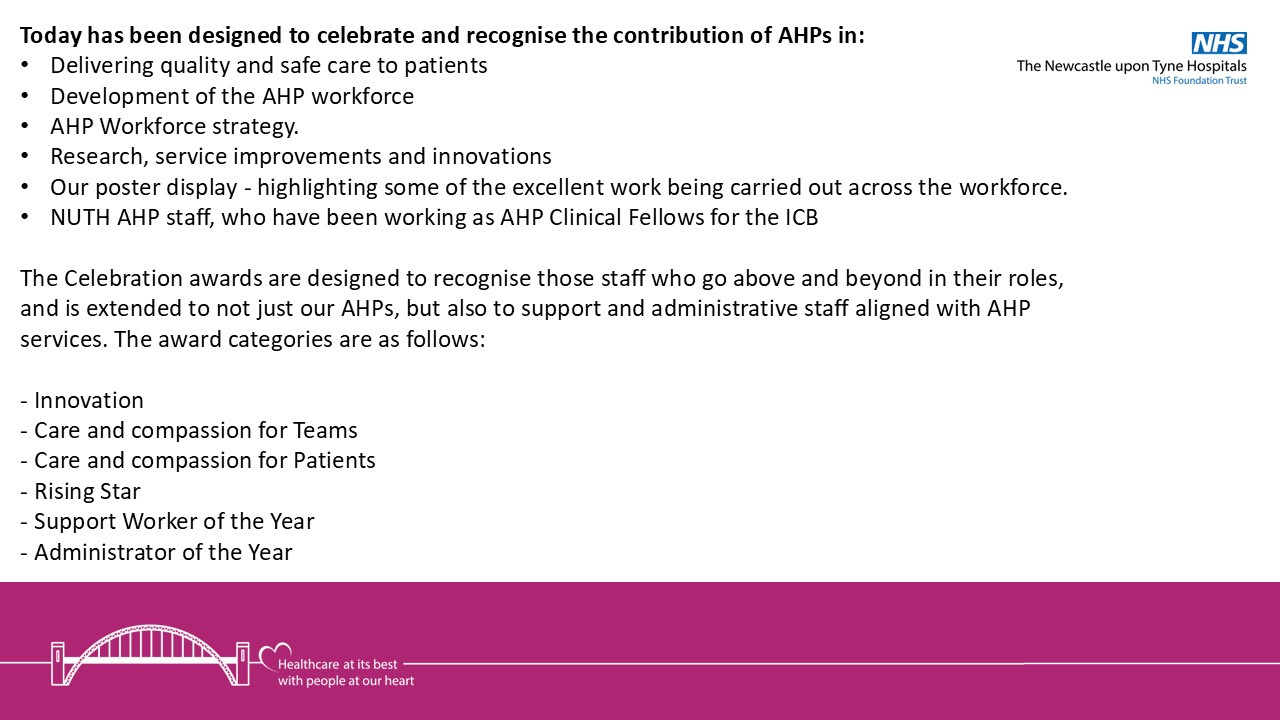 Today has been designed to celebrate and recognise the contribution of AHPs in:
• Delivering quality and safe care to patients
• Development of the AHP workforce
• AHP Workforce strategy.
• Research, service improvements and innovations
• Our poster display - highlighting some of the excellent work being carried out across the workforce.
• NUTH AHP staff, who have been working as AHP Clinical Fellows for the ICB
NHS
The Newcastle upon Tyne Hospitals
NHS Foundation Trust
The Celebration awards are designed to recognise those staff who go above and beyond in their roles,
and is extended to not just our AHPs, but also to support and administrative staff aligned with AHP
services. The award categories are as follows:
- Innovation
- Care and compassion for Teams
- Care and compassion for Patients
- Rising Star
- Support Worker of the Year
- Administrator of the Year
Healthcare at its best
with people at our heart